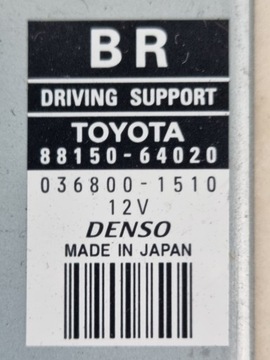 BR
DRIVING SUPPORT
TOYOTA
88150-64020
036800-1510
12V
DENSO
MADE IN JAPAN